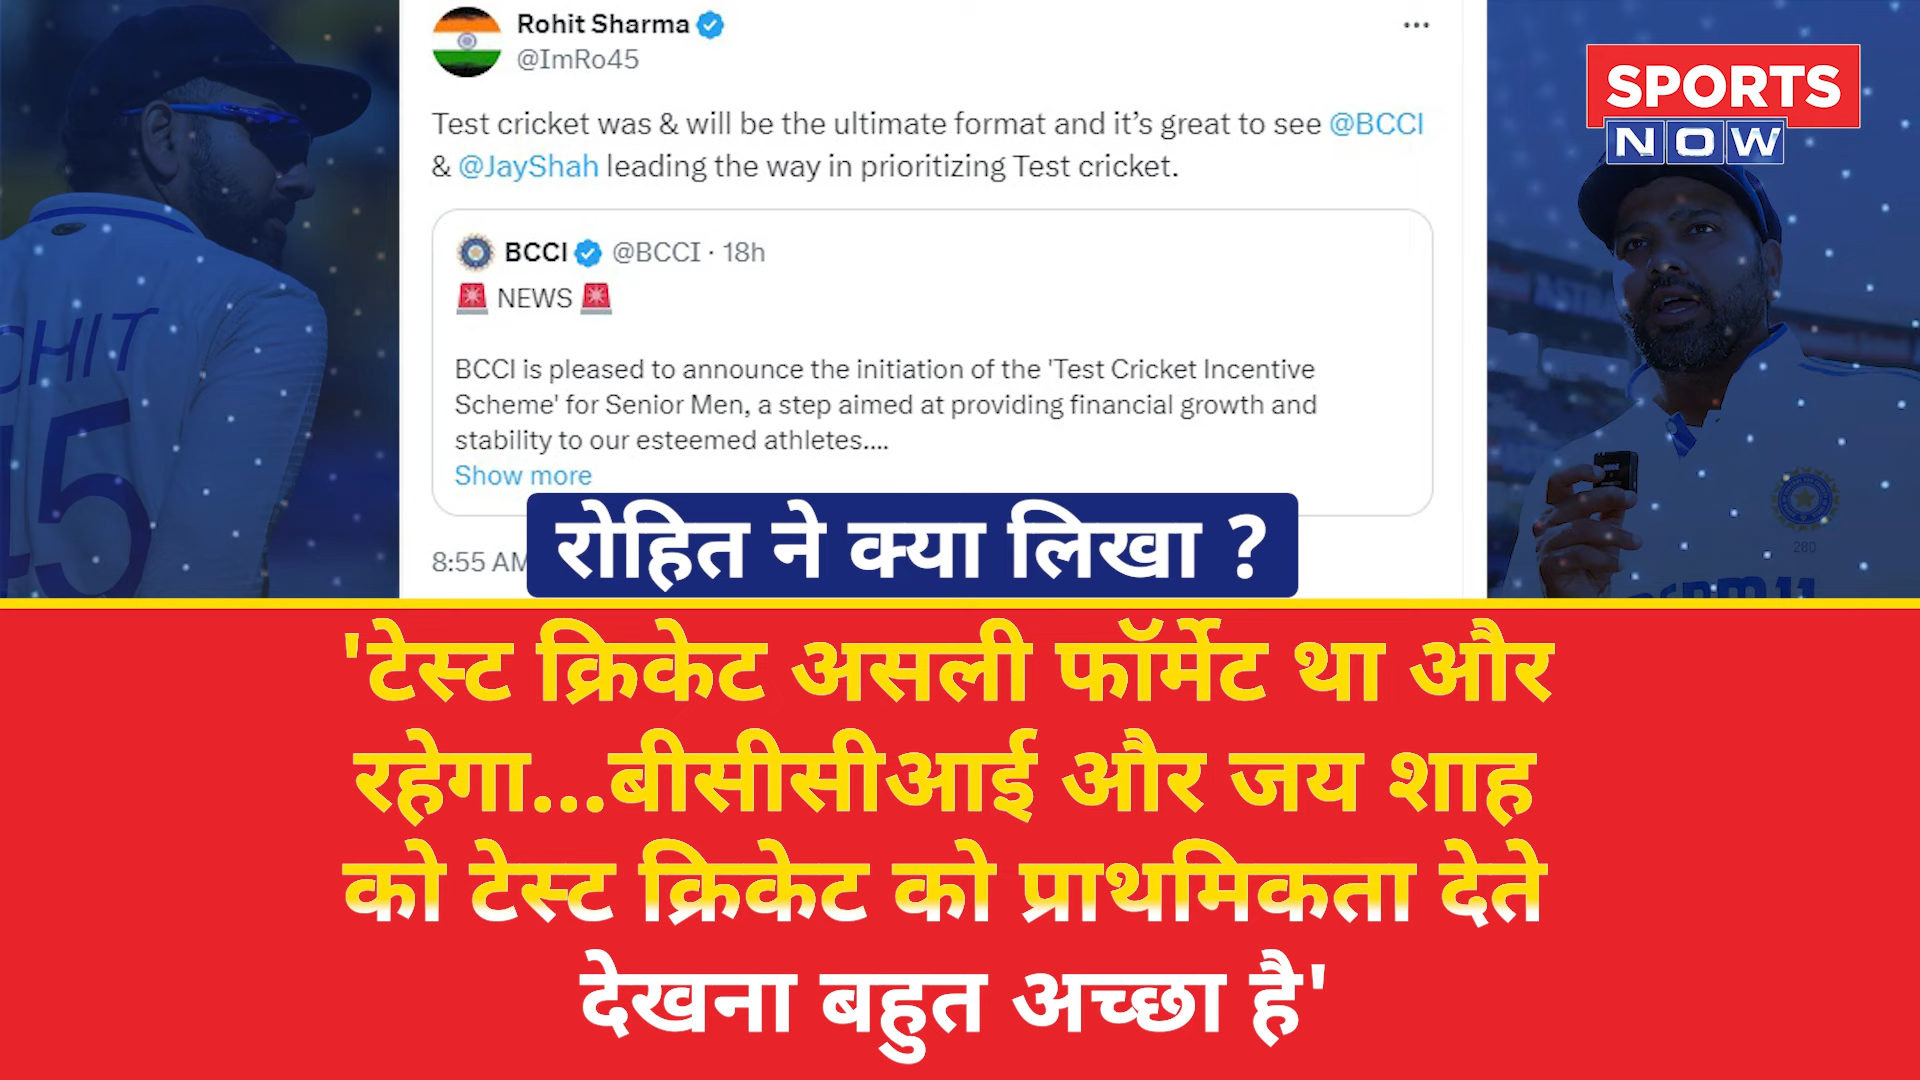 Rohit Sharma
@ImRo45
Test cricket was & will be the ultimate format and it’s great to see @BCCI
& @JayShah leading the way in prioritizing Test cricket.
BCCI @BCCI · 18h
NEWS
BCCI is pleased to announce the initiation of the 'Test Cricket Incentive
Scheme' for Senior Men, a step aimed at providing financial growth and
stability to our esteemed athletes....
Show more
8:55 AM
रोहित ने क्या लिखा ?
'टेस्ट क्रिकेट असली फॉर्मेट था और
रहेगा...बीसीसीआई और जय शाह
को टेस्ट क्रिकेट को प्राथमिकता देते
देखना बहुत अच्छा है'
SPORTS
NOW
OHIT
45
280